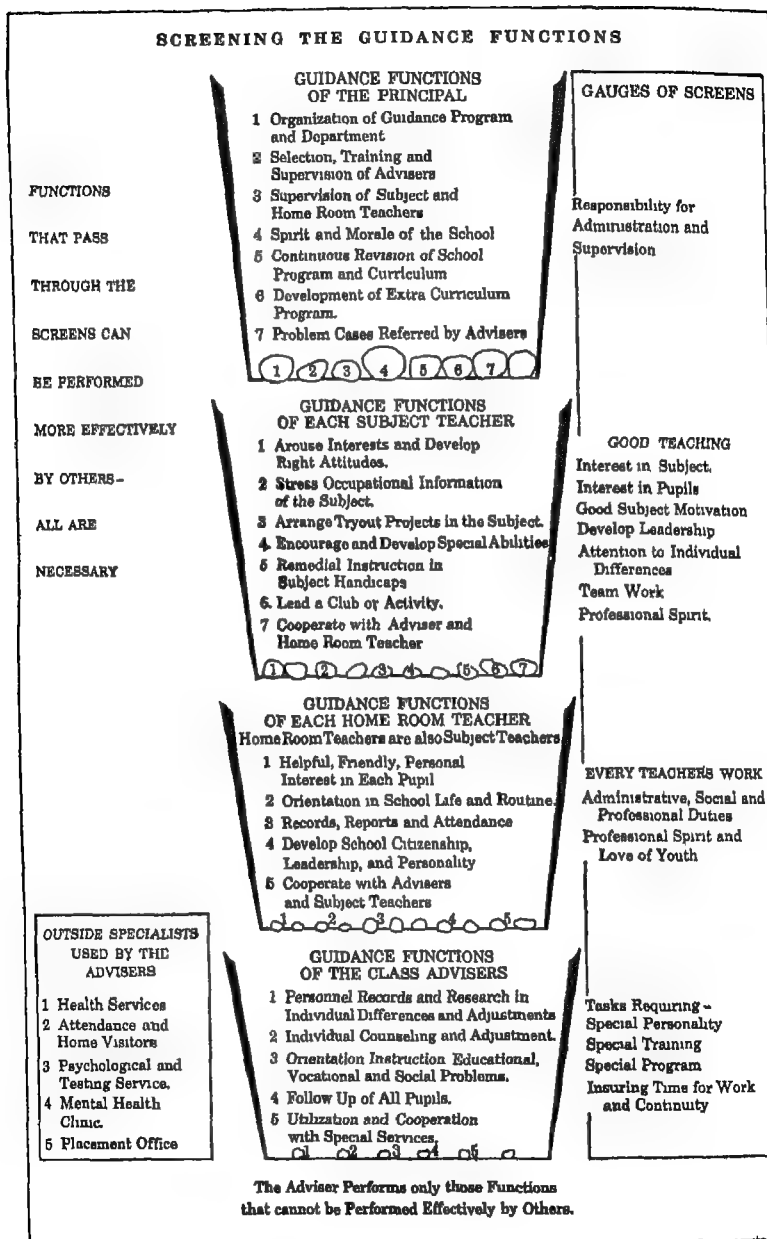 SCREENING THE GUIDANCE FUNCTIONS
FUNCTIONS
THAT PASS
THROUGH THE
SCREENS CAN
BE PERFORMED
MORE EFFECTIVELY
BY OTHERS-
ALL ARE
NECESSARY
GUIDANCE FUNCTIONS
OF THE PRINCIPAL
1 Organization of Guidance Program
and Department
2 Selection, Training and
Supervision of Advisers
3 Supervision of Subject and
Home Room Teachers
4 Spirit and Morale of the School
5 Continuous Revision of School
Program and Curriculum
6 Development of Extra Curriculum
Program.
7 Problem Cases Referred by Advisers
1 2 3 4 5 6 7
GUIDANCE FUNCTIONS
OF EACH SUBJECT TEACHER
1 Arouse Interests and Develop
Right Attitudes.
2 Stress Occupational Information
of the Subject.
3 Arrange Tryout Projects in the Subject.
4. Encourage and Develop Special Abilities
5 Remedial Instruction in
Subject Handicaps
6. Lead a Club or Activity.
7 Cooperate with Adviser and
Home Room Teacher
1 2 3 4 5 6 7
GUIDANCE FUNCTIONS
OF EACH HOME ROOM TEACHER
Home Room Teachers are also Subject Teachers
1 Helpful, Friendly, Personal
Interest in Each Pupil
2 Orientation in School Life and Routine.
3 Records, Reports and Attendance
4 Develop School Citizenship,
Leadership, and Personality
5 Cooperate with Advisers
and Subject Teachers
1 2 3 4 5
GUIDANCE FUNCTIONS
OF THE CLASS ADVISERS
1 Personnel Records and Research in
Individual Differences and Adjustments
2 Individual Counseling and Adjustment.
3 Orientation Instruction Educational,
Vocational and Social Problems.
4 Follow Up of All Pupils.
5 Utilization and Cooperation
with Special Services.
1 2 3 4 5
The Adviser Performs only those Functions
that cannot be Performed Effectively by Others.
OUTSIDE SPECIALISTS
USED BY THE
ADVISERS
1 Health Services
2 Attendance and
Home Visitors
3 Psychological and
Testing Service.
4 Mental Health
Clinic.
5 Placement Office
GAUGES OF SCREENS
Responsibility for
Administration and
Supervision
GOOD TEACHING
Interest in Subject.
Interest in Pupils
Good Subject Motivation
Develop Leadership
Attention to Individual
Differences
Team Work
Professional Spirit.
EVERY TEACHERS WORK
Administrative, Social and
Professional Duties
Professional Spirit and
Love of Youth
Tasks Requiring -
Special Personality
Special Training
Special Program
Insuring Time for Work
and Continuity